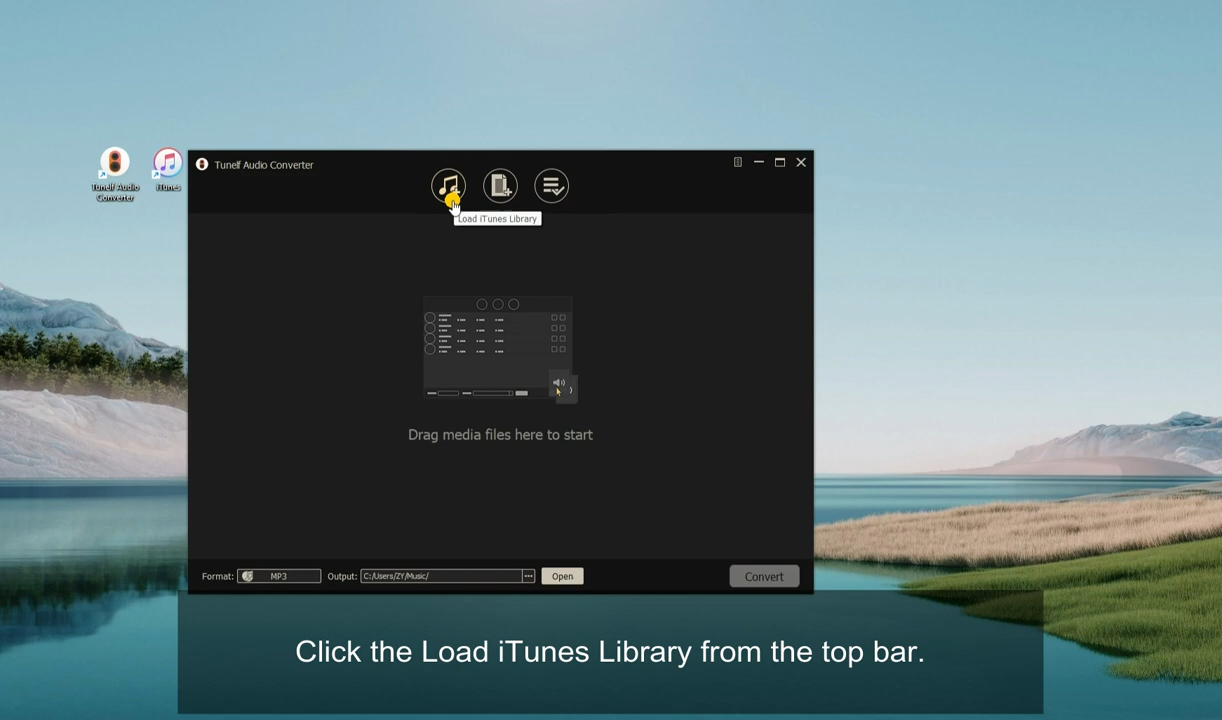 Tunelf Audio Converter
Load iTunes Library
Tunelf Audio
Converter
iTunes
Drag media files here to start
Format: MP3 Output: C:/Users/ZY/Music/ ••• Open Convert
Click the Load iTunes Library from the top bar.